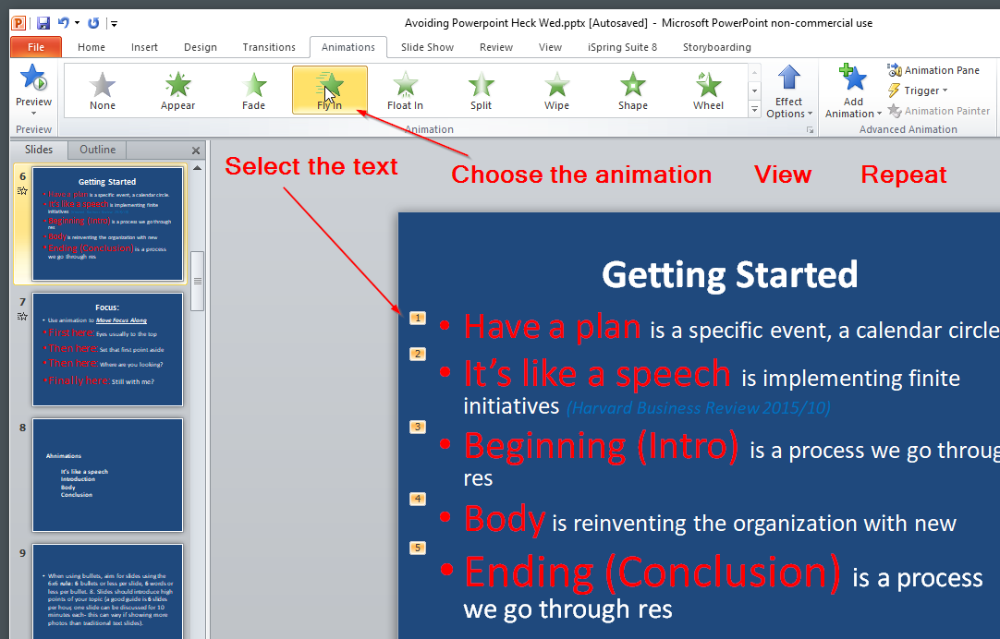 Avoiding Powerpoint Heck Wed.pptx [Autosaved] - Microsoft PowerPoint non-commercial use
File Home Insert Design Transitions Animations Slide Show Review View iSpring Suite 8 Storyboarding
Preview None Appear Fade Fly In Float In Split Wipe Shape Wheel Effect Options Add Animation Animation Pane
Trigger
Animation Painter
Preview Animation Advanced Animation
Slides Outline
Select the text Choose the animation View Repeat
6
Getting Started
• Have a plan is a specific event, a calendar circle.
• It's like a speech is implementing finite
initiatives
• Beginning (Intro) is a process we go through
res
• Body is reinventing the organization with new
• Ending (Conclusion) is a process
we go through res
7
Focus:
• Use animation to Move Focus Along
• First here: Eyes usually to the top
• Then here: Set that first point aside
• Then here: Where are you looking?
• Finally here: Still with me?
8
Ahnimations
It's like a speech
Introduction
Body
Conclusion
9
• When using bulllets, aim for slides using the
6x6 rule: 6 bullets or less per slide, 6 words or
less per bullet. 8. Slides should introduce high
points of your topic (a good guide is 6 slides
per hour, one slide can be discussed for 10
minutes each- this can vary if showing more
photos than traditional text slides).
Getting Started
1 • Have a plan is a specific event, a calendar circle
2 • It's like a speech is implementing finite
initiatives (Harvard Business Review 2015/10)
3 • Beginning (Intro) is a process we go throug
res
4 • Body is reinventing the organization with new
5 • Ending (Conclusion) is a process
we go through res